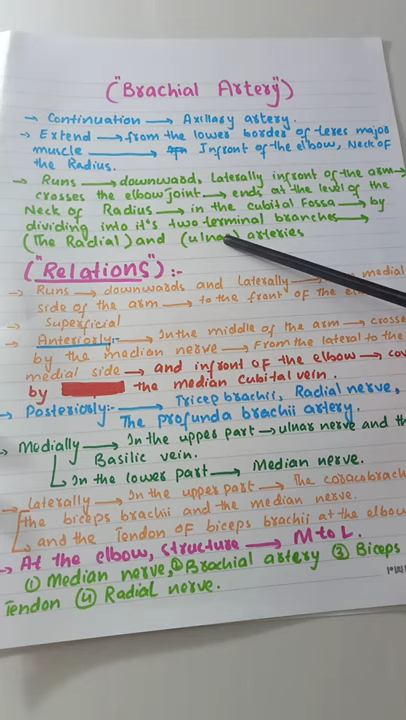 ("Brachial Artery")
→ Continuation → Axillary artery.
→ Extend → from the lower border of teres major
muscle → Infront of the elbow, Neck of
the Radius.
→ Runs → downwards Laterally infront of the arm →
crosses the elbow joint → ends at the level of the
Neck of Radius → in the cubital Fossa → by
dividing into it's two terminal branches →
(The Radial) and (ulnar) arteries
("Relations") :-
→ Runs → downwards and Laterally → medial
side of the arm → to the front of the
→ Superficial
→ Anteriorly:- → In the middle of the arm → crosse
by the median nerve → From the lateral to the
medial side → and infront of the elbow → cov
by the median cubital vein.
→ Posteriosly:- → Tricep brachii, Radial nerve,
The profunda brachii artery.
→ Medially → In the upper part → ulnar nerve and th
Basilic vein.
↳ In the lower part → Median nerve.
→ Laterally → In the upper part → The coracobrach
the biceps brachii and the median nerve.
→ and the Tendon of biceps brachii at the elbow
→ At the elbow, structure → M to L.
① Median nerve, ② Brachial artery ③ Biceps
Tendon ④ Radial nerve.